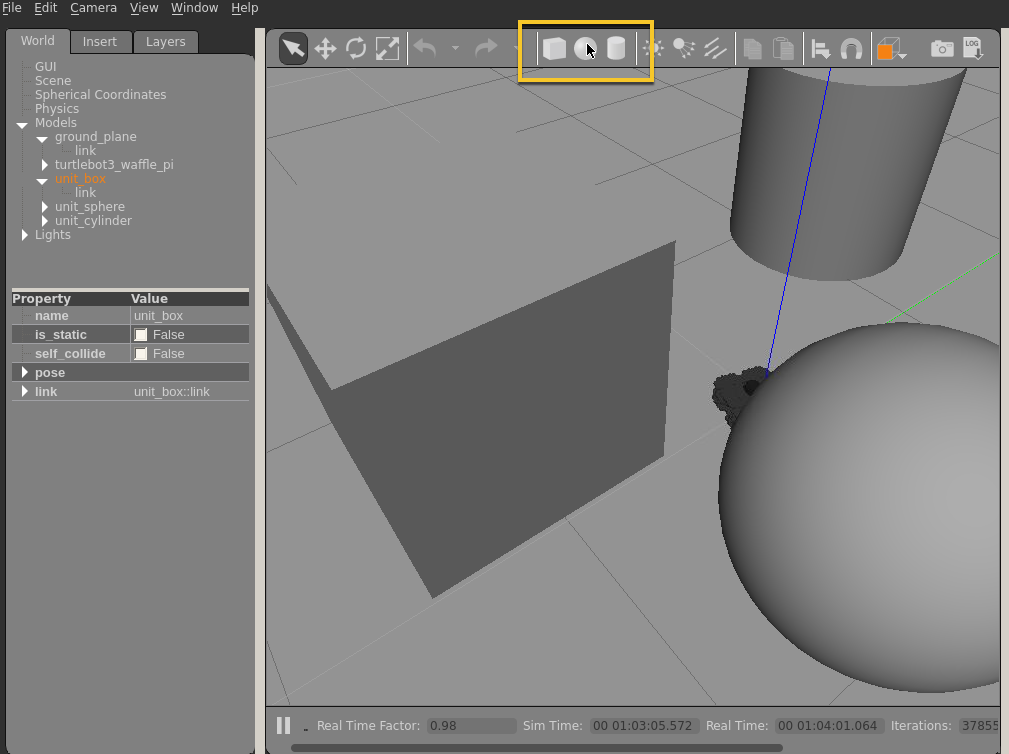 File Edit Camera View Window Help
World Insert Layers
LOG
GUI
Scene
Spherical Coordinates
Physics
Models
ground_plane
link
turtlebot3_waffle_pi
unit_box
link
unit_sphere
unit_cylinder
Lights
Property Value
name unit_box
is_static False
self_collide False
pose
link unit_box::link
Real Time Factor: 0.98 Sim Time: 00 01:03:05.572 Real Time: 00 01:04:01.064 Iterations: 37855